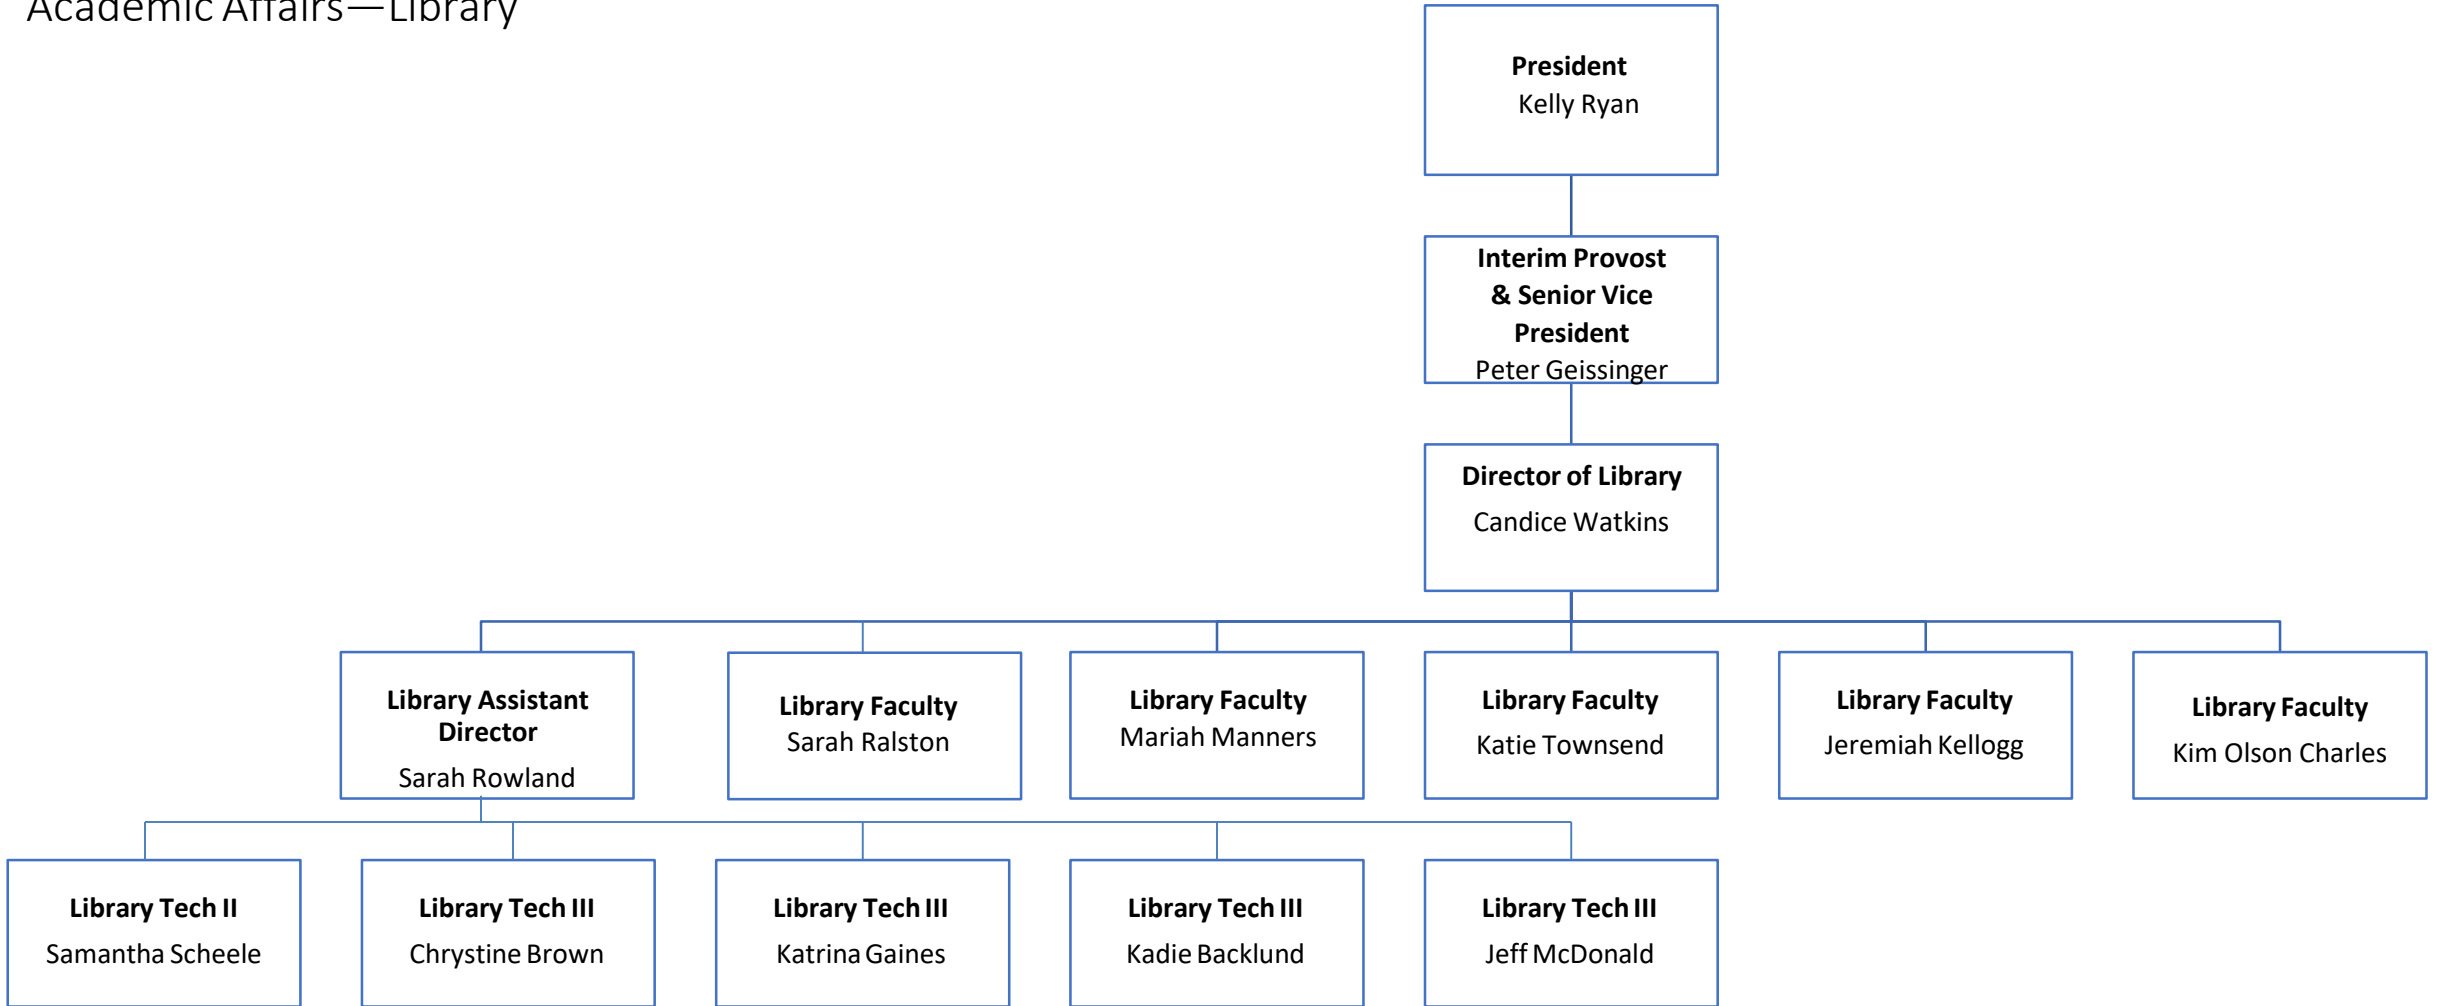 Academic Affairs—Library
President
Kelly Ryan
Interim Provost
& Senior Vice
President
Peter Geissinger
Director of Library
Candice Watkins
Library Assistant
Director
Sarah Rowland
Library Faculty
Sarah Ralston
Library Faculty
Mariah Manners
Library Faculty
Katie Townsend
Library Faculty
Jeremiah Kellogg
Library Faculty
Kim Olson Charles
Library Tech II
Samantha Scheele
Library Tech III
Chrystine Brown
Library Tech III
Katrina Gaines
Library Tech III
Kadie Backlund
Library Tech III
Jeff McDonald